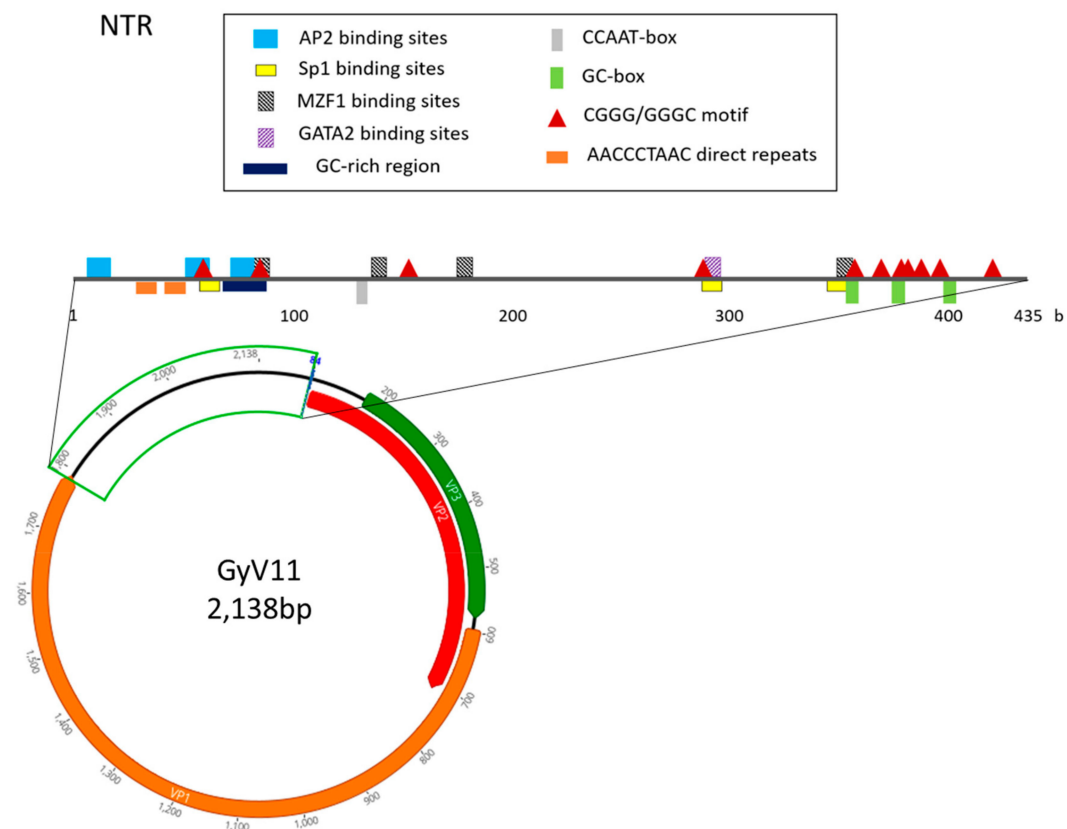 NTR
AP2 binding sites
Sp1 binding sites
MZF1 binding sites
GATA2 binding sites
GC-rich region
CCAAT-box
GC-box
CGGG/GGGC motif
AACCCTAAC direct repeats
1 100 200 300 400 435 b
84
2,138
2,000
1,900
1,800
1,700
1,600
1,500
1,400
1,300
1,200
1,100
1,000
900
800
700
600
500
400
300
200
VP3
VP2
VP1
GyV11
2,138bp